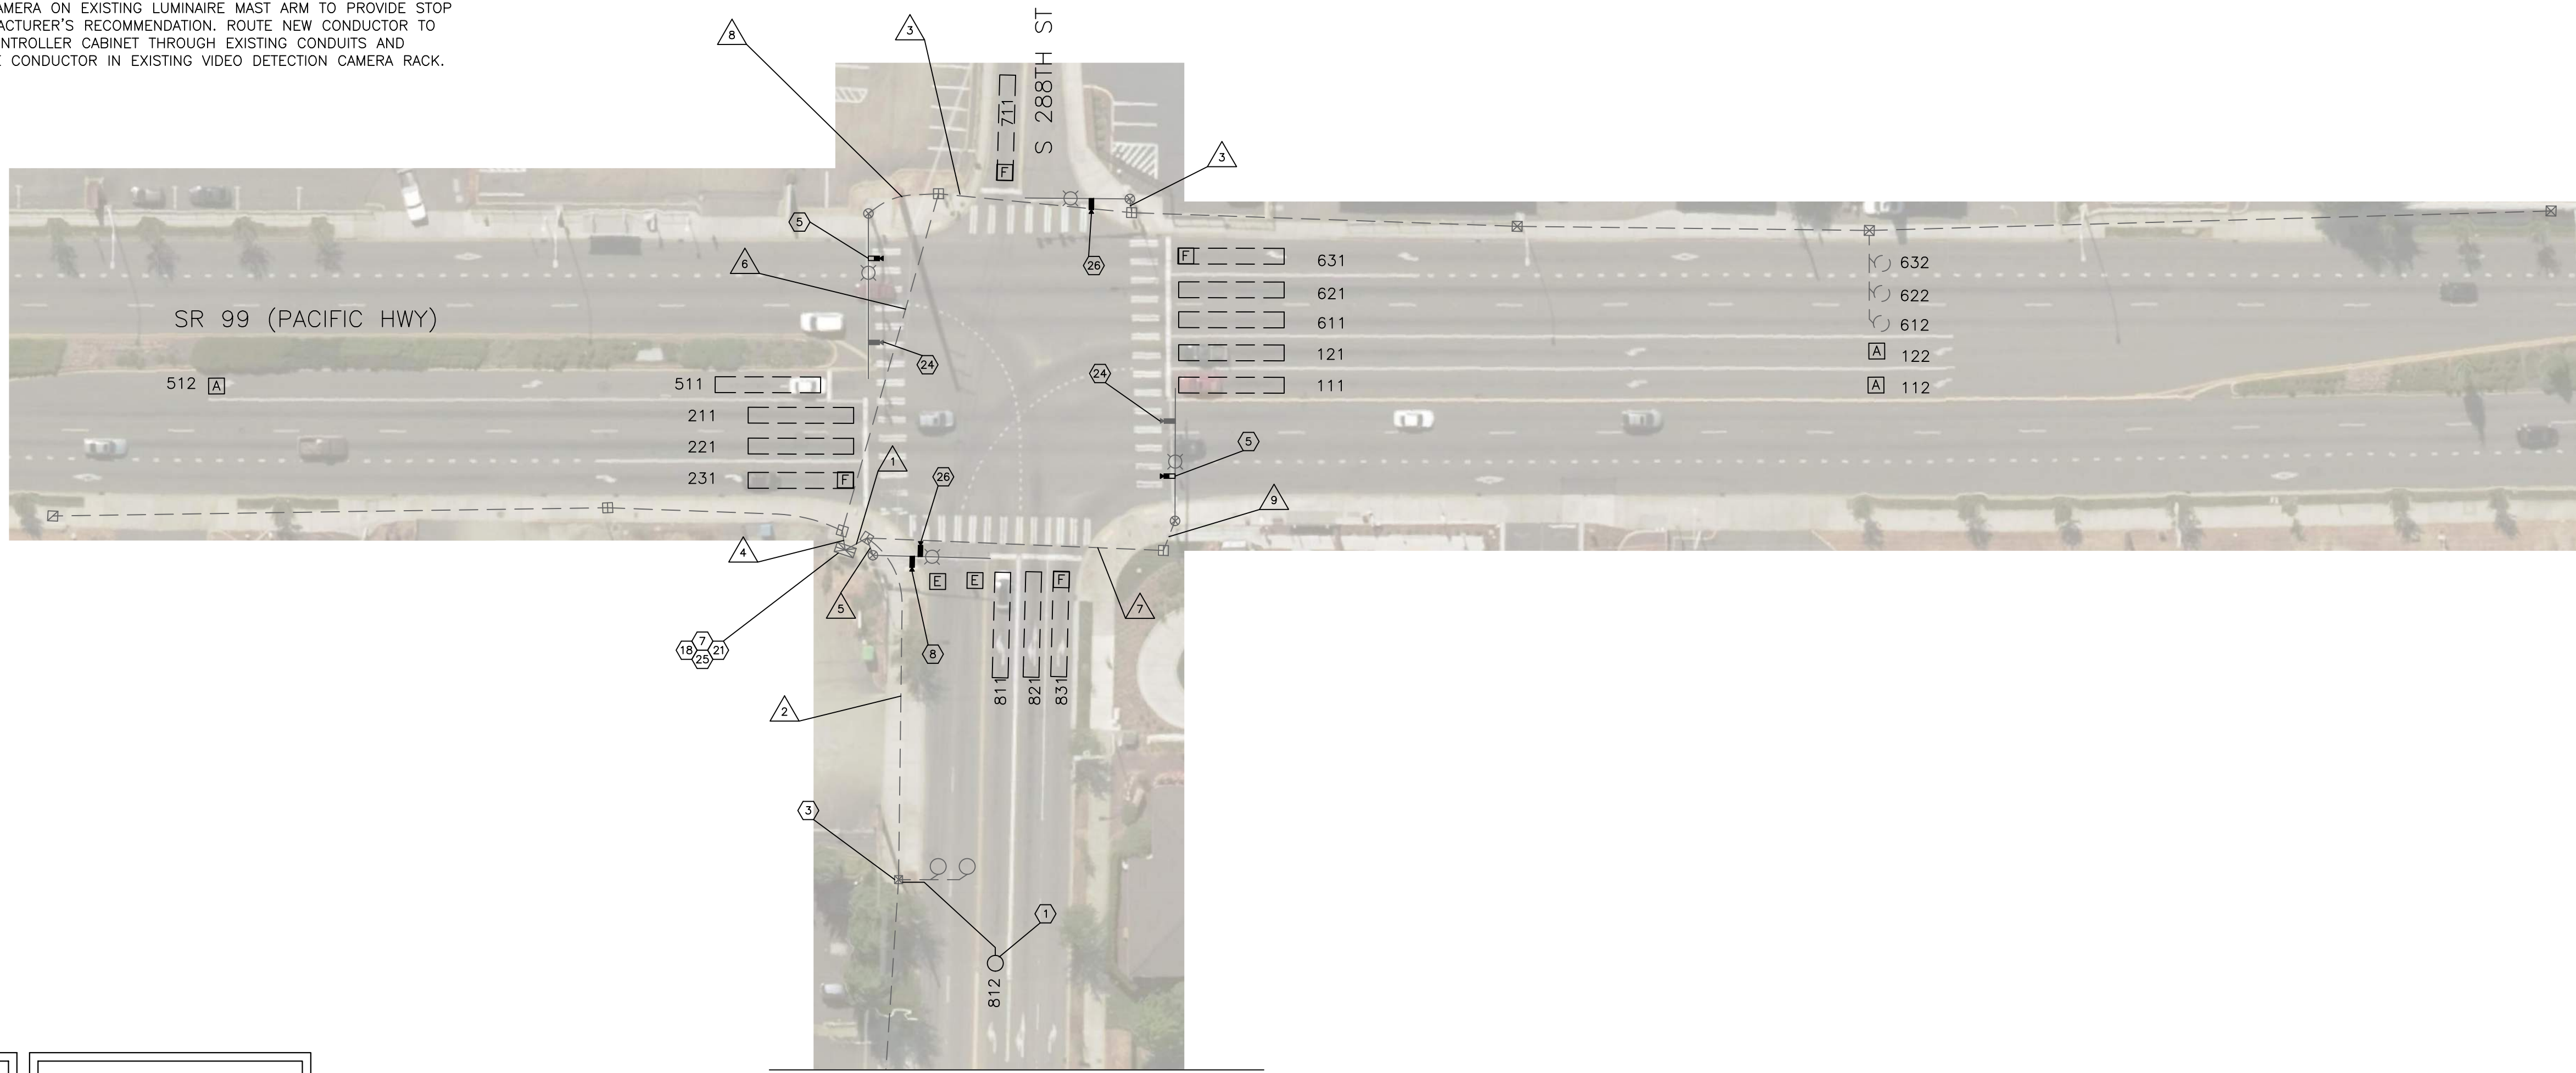 AMERA ON EXISTING LUMINAIRE MAST ARM TO PROVIDE STOP
ACTURER'S RECOMMENDATION. ROUTE NEW CONDUCTOR TO
NTROLLER CABINET THROUGH EXISTING CONDUITS AND
CONDUCTOR IN EXISTING VIDEO DETECTION CAMERA RACK.
8
3
S 288TH ST
711
F
3
5
26
6
F
631
632
621
622
SR 99 (PACIFIC HWY)
611
612
24
121
A
122
24
512
A
511
111
A
112
211
221
5
1
231
F
26
9
4
E
E
F
5
7
7
18
21
25
8
811
821
831
2
3
1
812